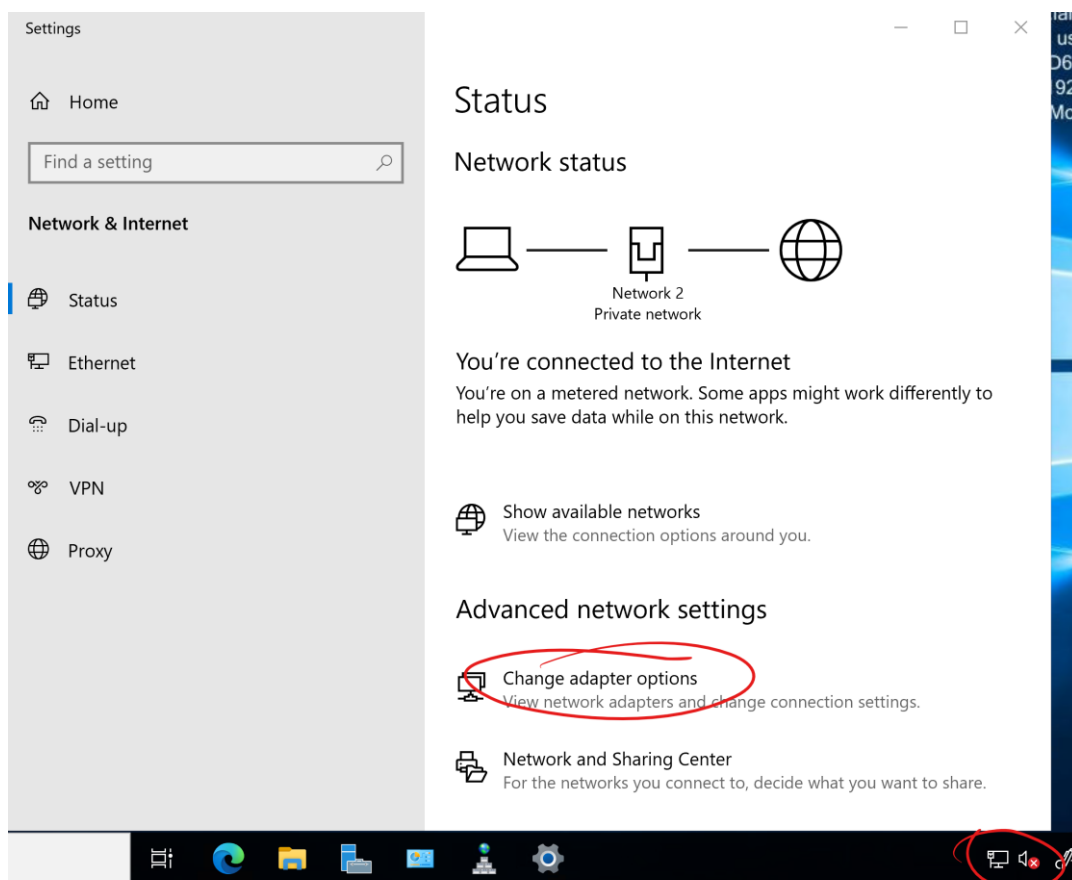 Settings
Home
Find a setting
Network & Internet
Status
Ethernet
Dial-up
VPN
Proxy
Status
Network status
Network 2
Private network
You're connected to the Internet
You're on a metered network. Some apps might work differently to
help you save data while on this network.
Show available networks
View the connection options around you.
Advanced network settings
Change adapter options
View network adapters and change connection settings.
Network and Sharing Center
For the networks you connect to, decide what you want to share.